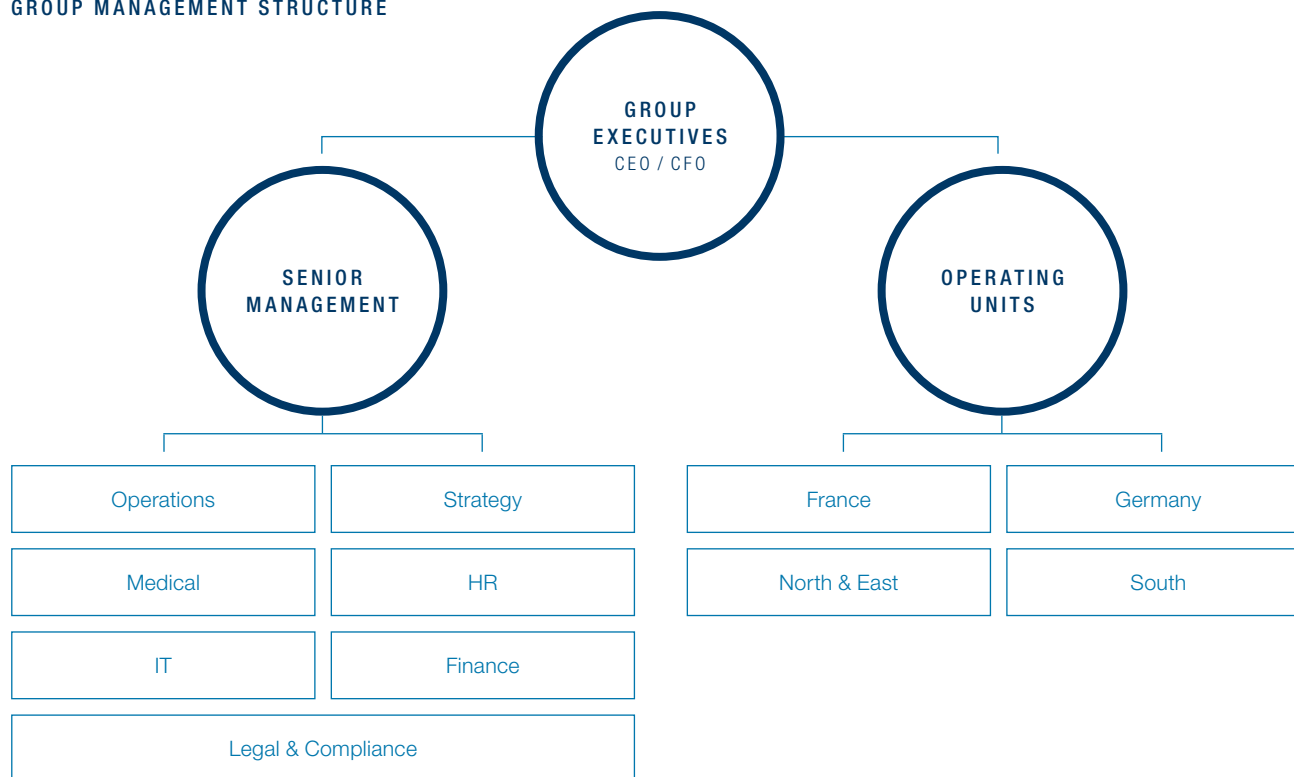 GROUP MANAGEMENT STRUCTURE
GROUP
EXECUTIVES
CEO / CFO
SENIOR
MANAGEMENT
OPERATING
UNITS
Operations
Strategy
Medical
HR
IT
Finance
Legal & Compliance
France
Germany
North & East
South